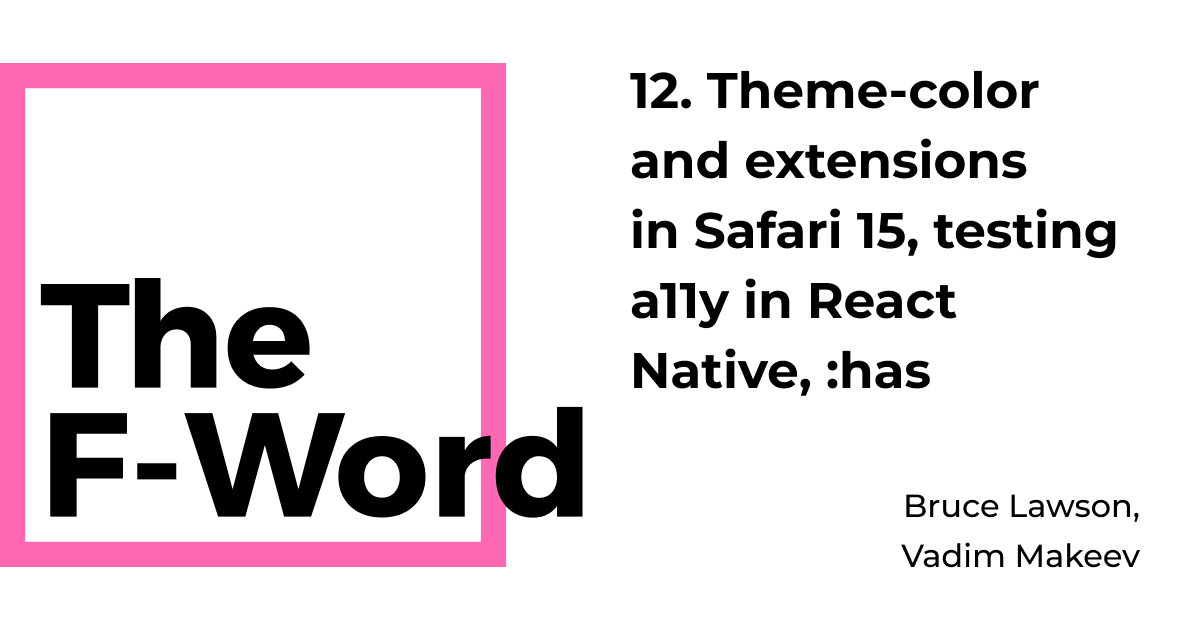 The
F-Word
12. Theme-color
and extensions
in Safari 15, testing
a11y in React
Native, :has
Bruce Lawson,
Vadim Makeev